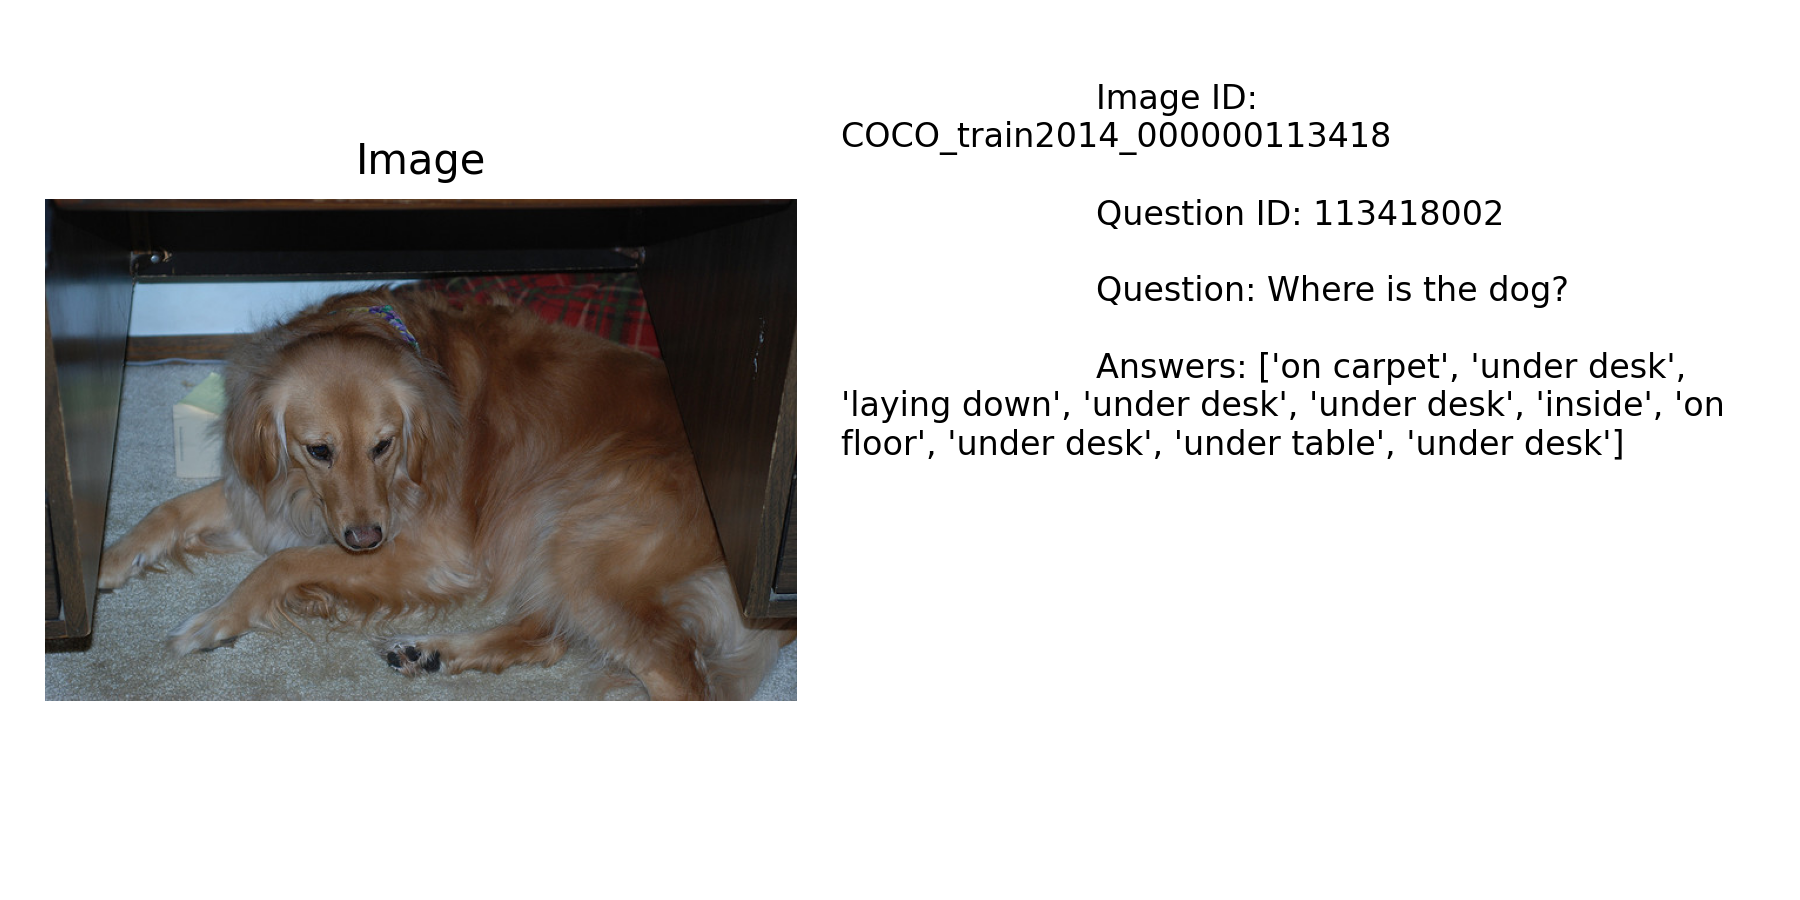 Image
Image ID:
COCO_train2014_000000113418
Question ID: 113418002
Question: Where is the dog?
Answers: ['on carpet', 'under desk',
'laying down', 'under desk', 'under desk', 'inside', 'on
floor', 'under desk', 'under table', 'under desk']